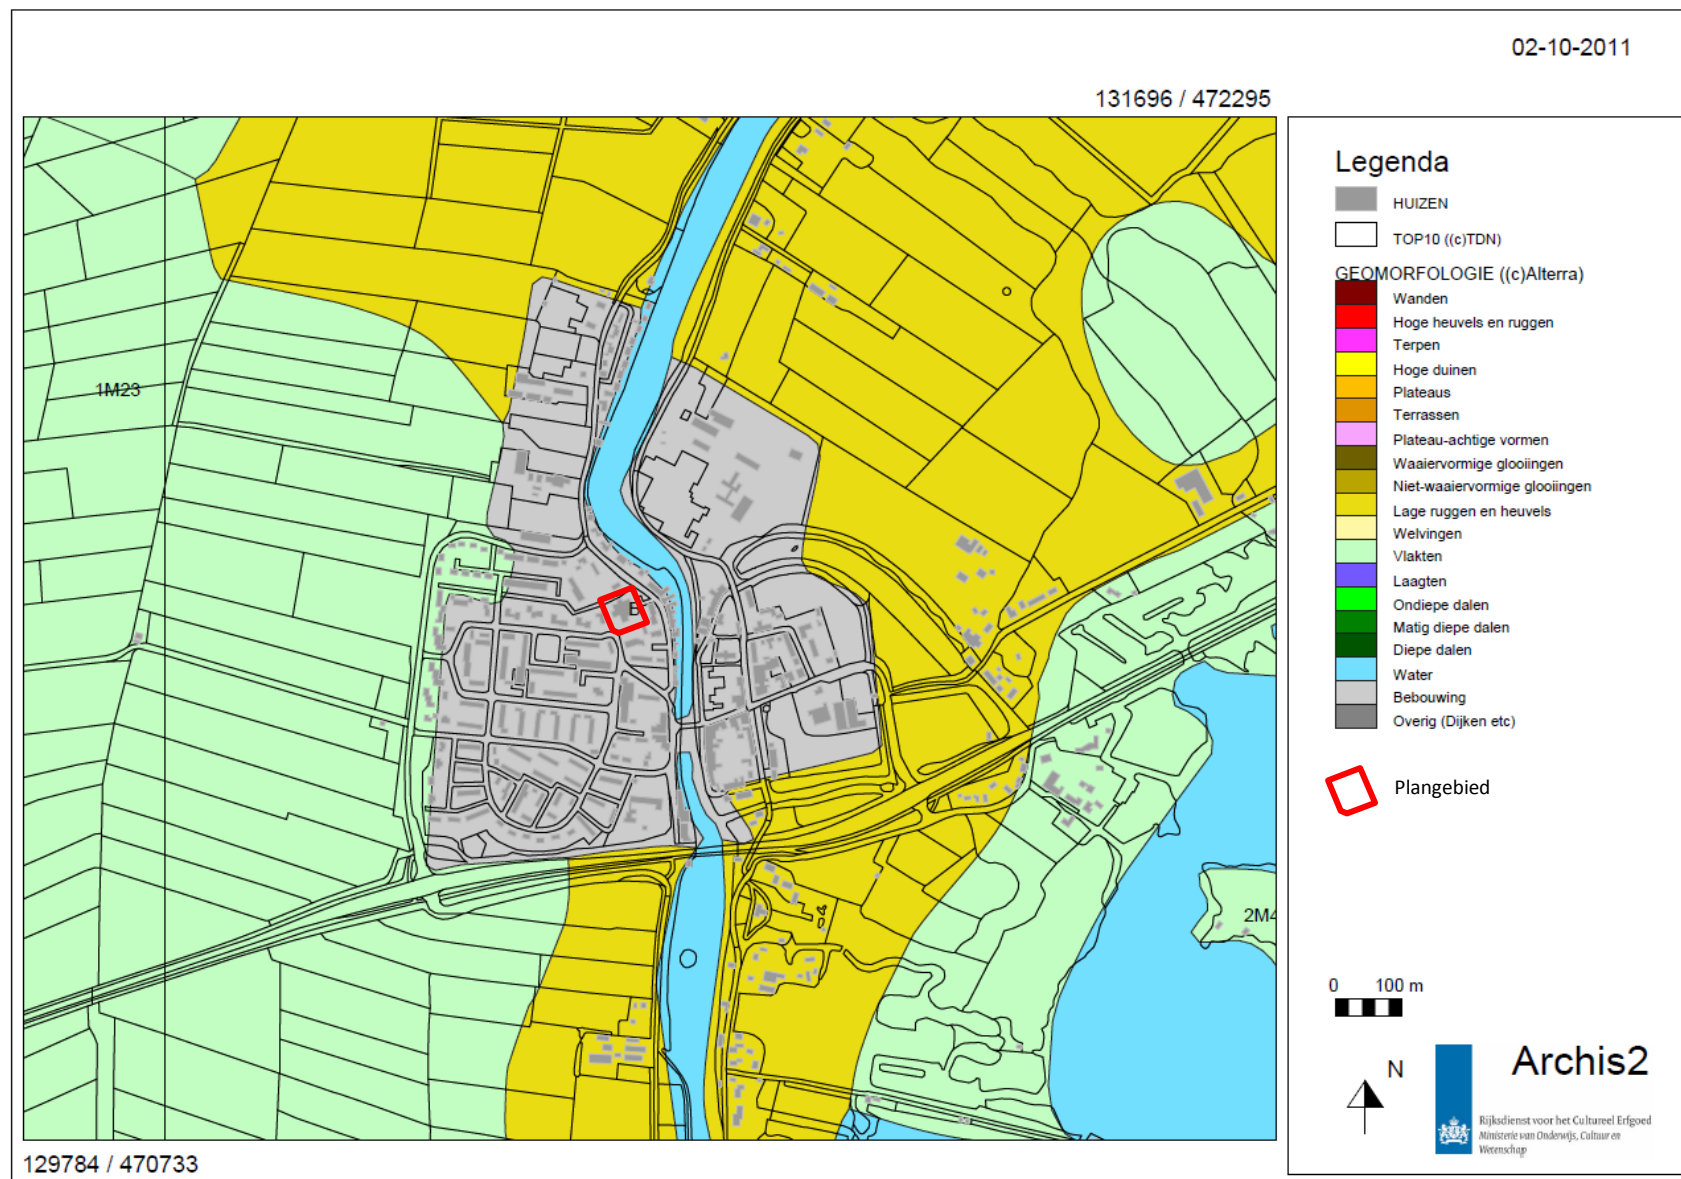 02-10-2011
131696 / 472295
1M23
B
2M4
129784 / 470733
Legenda
HUIZEN
TOP10 ((c)TDN)
GEOMORFOLOGIE ((c)Alterra)
Wanden
Hoge heuvels en ruggen
Terpen
Hoge duinen
Plateaus
Terrassen
Plateau-achtige vormen
Waaiervormige glooiingen
Niet-waaiervormige glooiingen
Lage ruggen en heuvels
Welvingen
Vlakten
Laagten
Ondiepe dalen
Matig diepe dalen
Diepe dalen
Water
Bebouwing
Overig (Dijken etc)
Plangebied
0 100 m
N
Archis2
Rijksdienst voor het Cultureel Erfgoed
Ministerie van Onderwijs, Cultuur en
Wetenschap